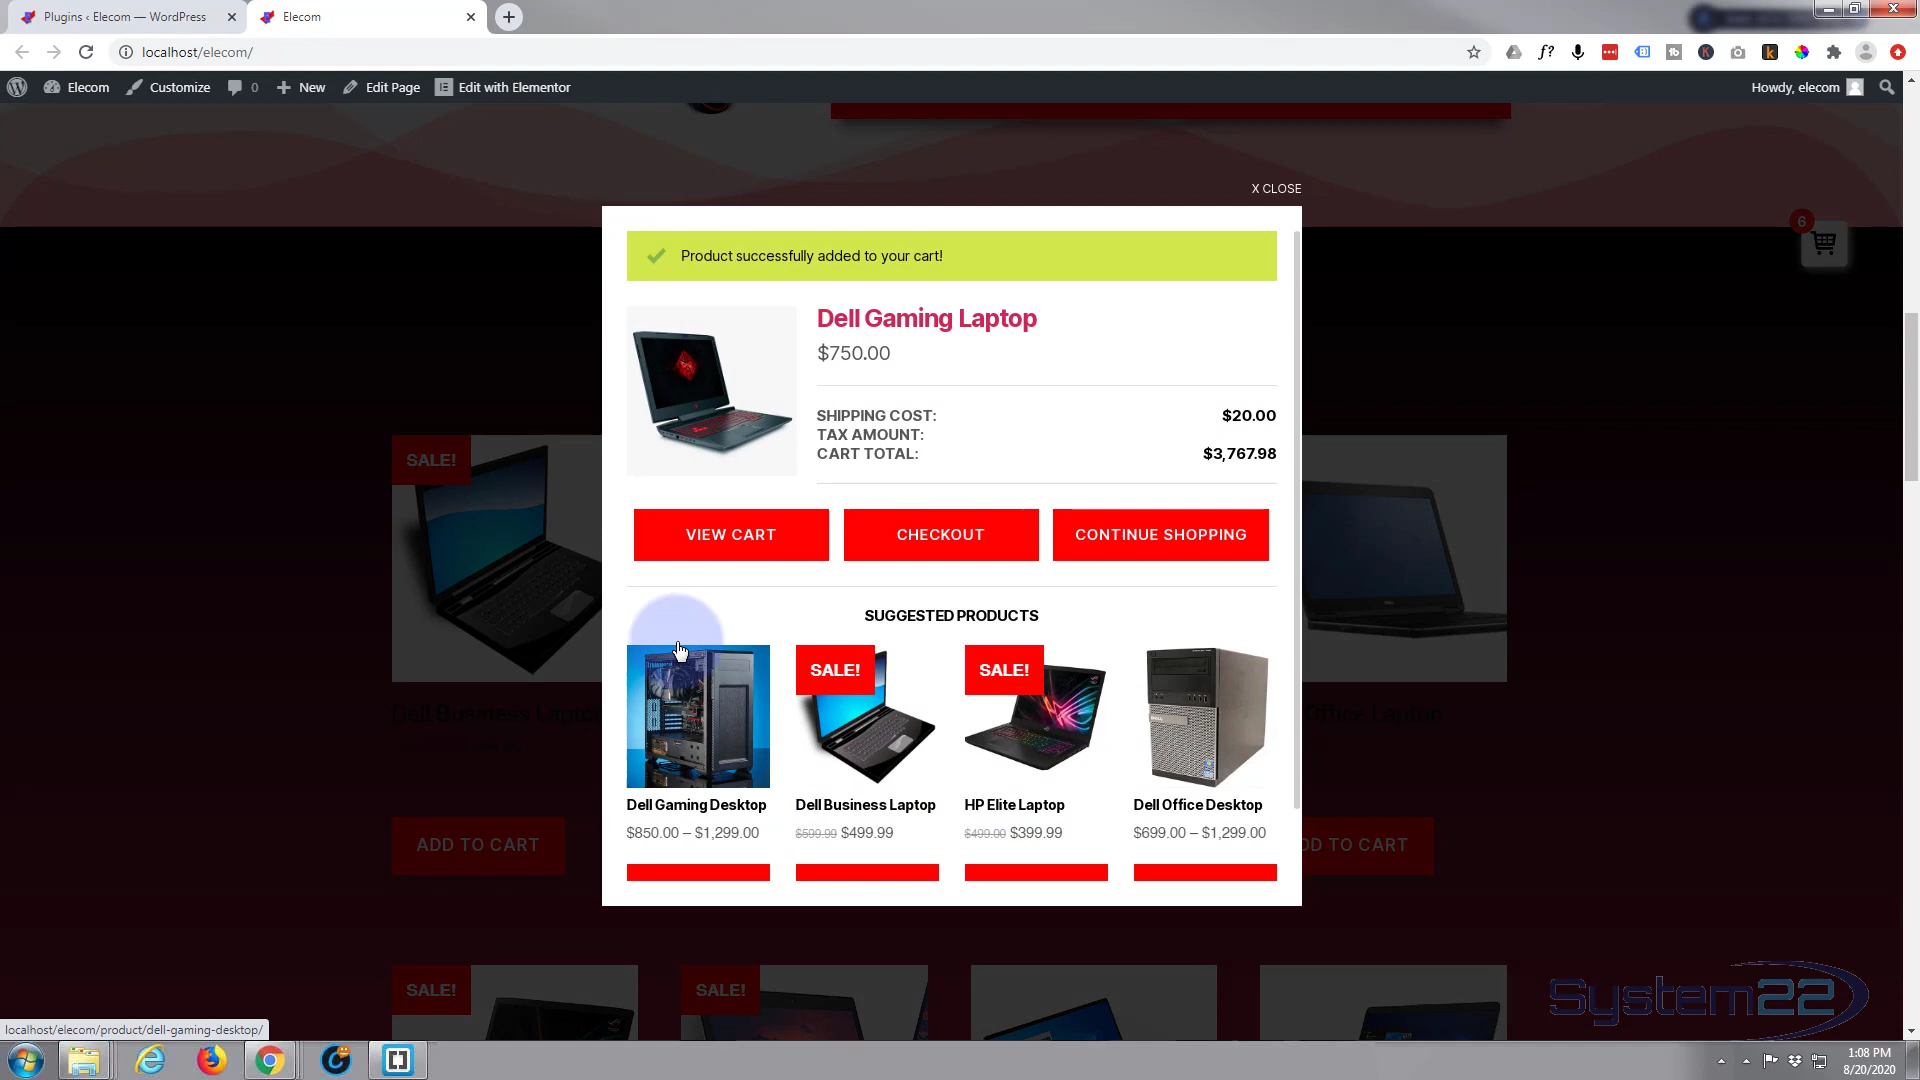 Plugins ‹ Elecom — WordPress
Elecom
localhost/elecom/
Elecom
Customize
0
New
Edit Page
Edit with Elementor
Howdy, elecom
X CLOSE
6
Product successfully added to your cart!
Dell Gaming Laptop
$750.00
SHIPPING COST: $20.00
TAX AMOUNT:
CART TOTAL: $3,767.98
VIEW CART
CHECKOUT
CONTINUE SHOPPING
SUGGESTED PRODUCTS
SALE!
SALE!
SALE!
Dell Gaming Desktop
Dell Business Laptop
HP Elite Laptop
Dell Office Desktop
$850.00 – $1,299.00
$599.99 $499.99
$499.00 $399.99
$699.00 – $1,299.00
Dell Business Laptop
Office Laptop
ADD TO CART
DD TO CART
SALE!
SALE!
System22
localhost/elecom/product/dell-gaming-desktop/
1:08 PM
8/20/2020